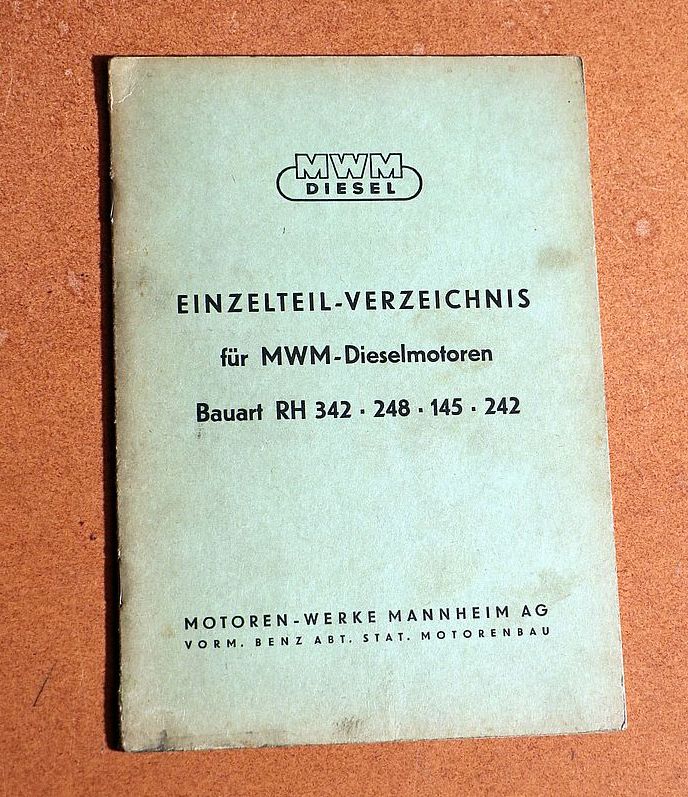 MWM
DIESEL
EINZELTEIL-VERZEICHNIS
für MWM-Dieselmotoren
Bauart RH 342 · 248 · 145 · 242
MOTOREN-WERKE MANNHEIM AG
VORM. BENZ ABT. STAT. MOTORENBAU